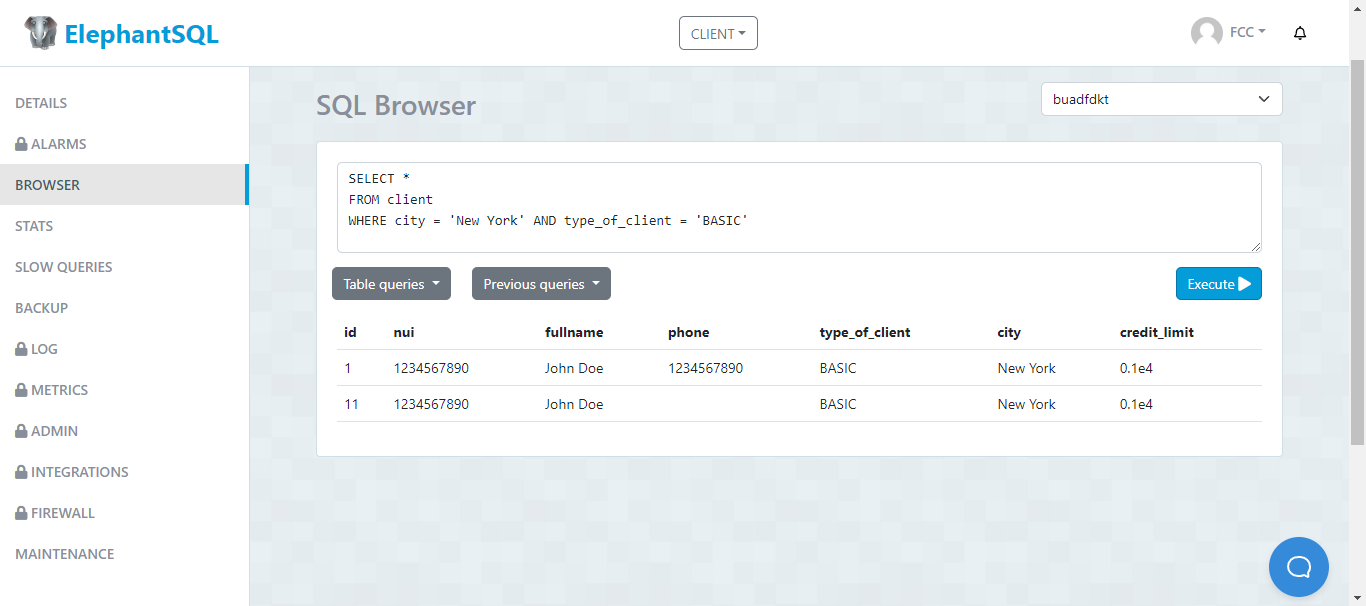 ElephantSQL
CLIENT
FCC
DETAILS
ALARMS
BROWSER
STATS
SLOW QUERIES
BACKUP
LOG
METRICS
ADMIN
INTEGRATIONS
FIREWALL
MAINTENANCE
SQL Browser
buadfdkt
SELECT *
FROM client
WHERE city = 'New York' AND type_of_client = 'BASIC'
Table queries
Previous queries
Execute
id nui fullname phone type_of_client city credit_limit
1 1234567890 John Doe 1234567890 BASIC New York 0.1e4
11 1234567890 John Doe BASIC New York 0.1e4